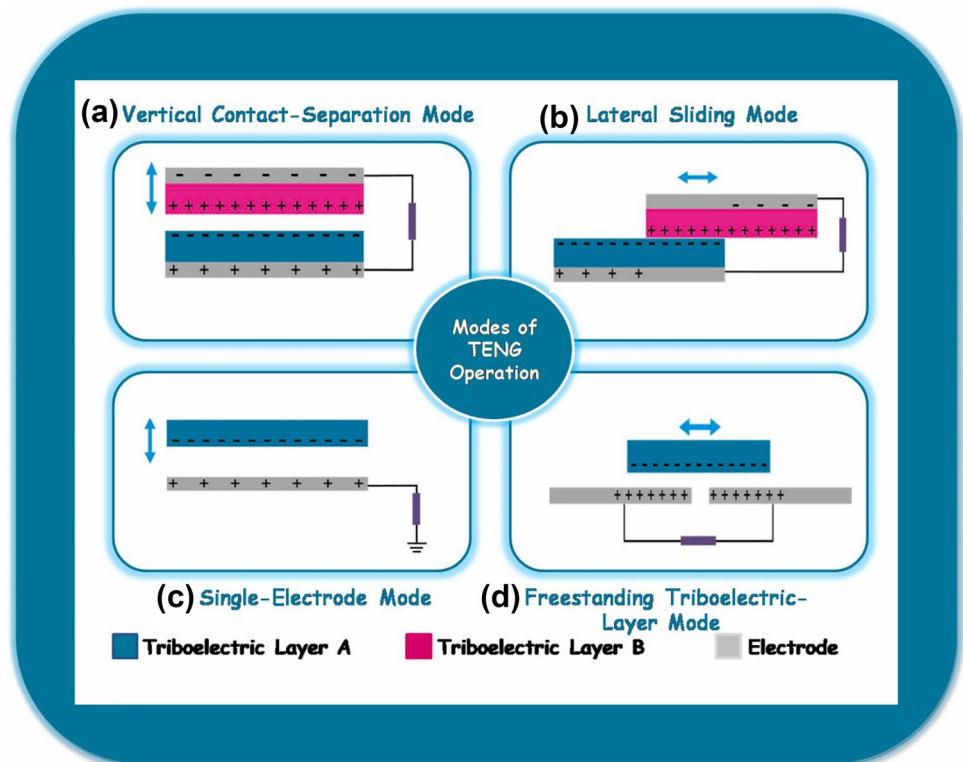 (a) Vertical Contact-Separation Mode
(b) Lateral Sliding Mode
- - - - - - -
+ + + + + + + + + + + + +
- - - - - - - - - - - - -
+ + + + + + +
- - - -
+ + + + + + + + + + + +
- - - - - - - - - - - -
+ + + +
Modes of
TENG
Operation
- - - - - - - - - - -
+ + + + + + +
- - - - - - - - - - - -
+ + + + + + + + + + + + + +
(c) Single-Electrode Mode
(d) Freestanding Triboelectric-
Layer Mode
Triboelectric Layer A
Triboelectric Layer B
Electrode